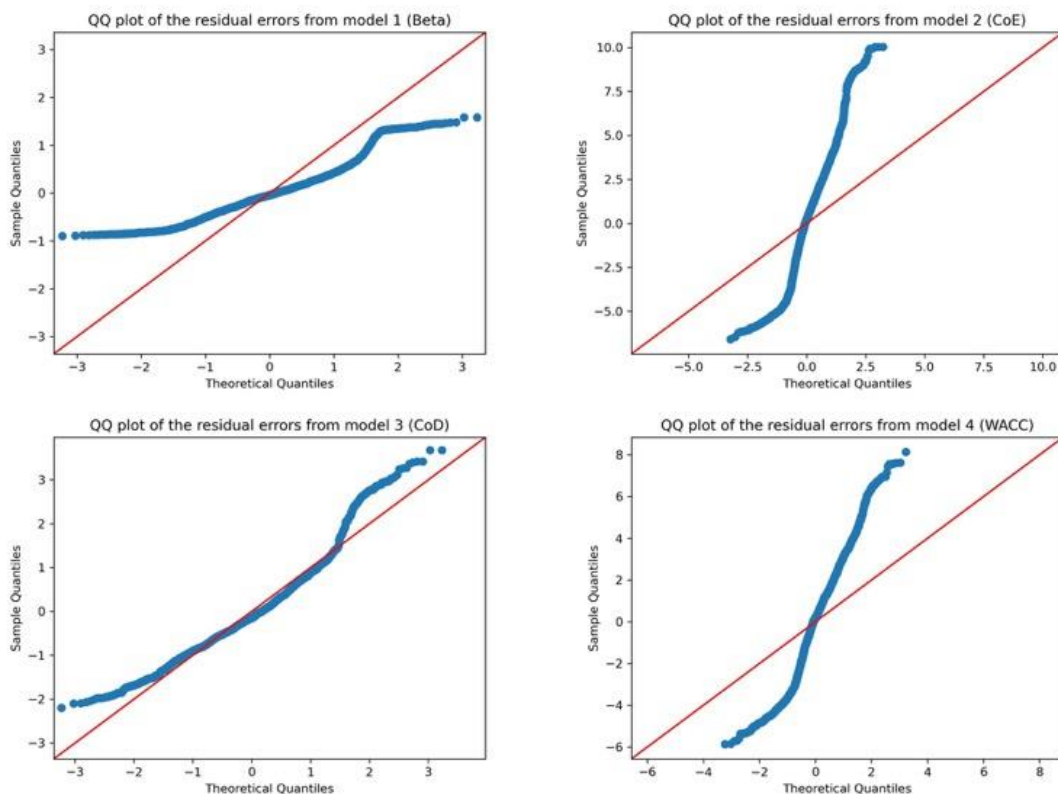 QQ plot of the residual errors from model 1 (Beta)
3
2
1
0
−1
−2
−3
Sample Quantiles
−3 −2 −1 0 1 2 3
Theoretical Quantiles
QQ plot of the residual errors from model 2 (CoE)
10.0
7.5
5.0
2.5
0.0
−2.5
−5.0
Sample Quantiles
−5.0 −2.5 0.0 2.5 5.0 7.5 10.0
Theoretical Quantiles
QQ plot of the residual errors from model 3 (CoD)
3
2
1
0
−1
−2
−3
Sample Quantiles
−3 −2 −1 0 1 2 3
Theoretical Quantiles
QQ plot of the residual errors from model 4 (WACC)
8
6
4
2
0
−2
−4
−6
Sample Quantiles
−6 −4 −2 0 2 4 6 8
Theoretical Quantiles